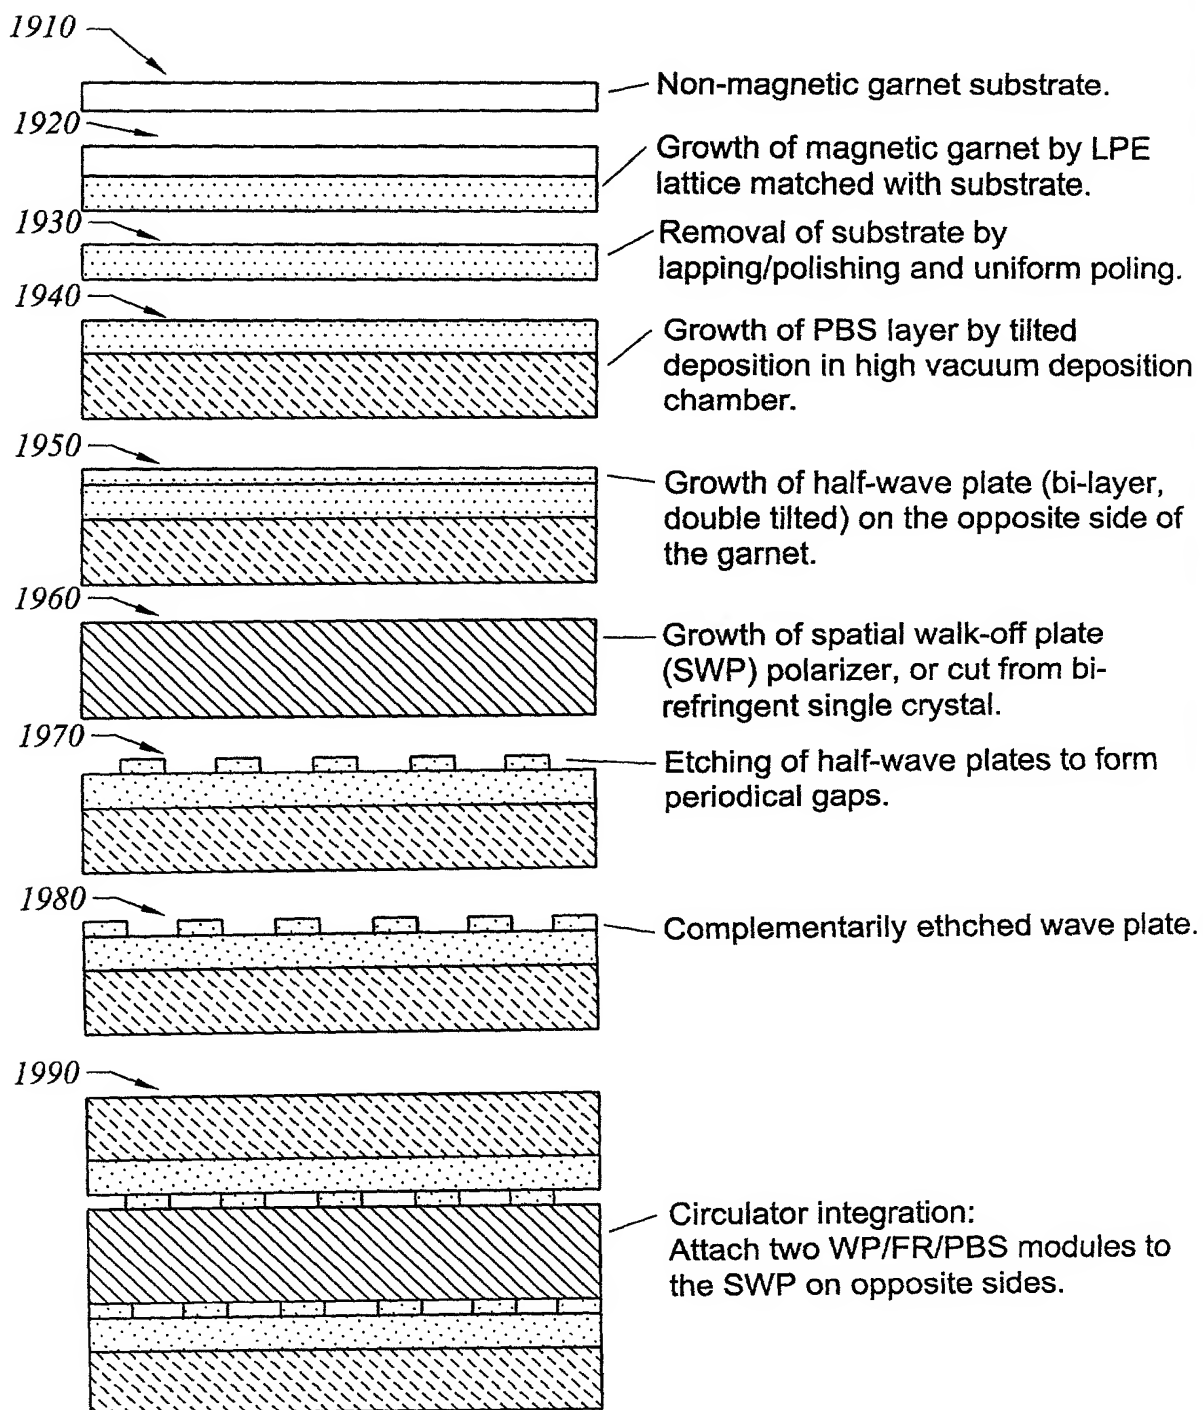 1910
Non-magnetic garnet substrate.
1920
Growth of magnetic garnet by LPE
lattice matched with substrate.
1930
Removal of substrate by
lapping/polishing and uniform poling.
1940
Growth of PBS layer by tilted
deposition in high vacuum deposition
chamber.
1950
Growth of half-wave plate (bi-layer,
double tilted) on the opposite side of
the garnet.
1960
Growth of spatial walk-off plate
(SWP) polarizer, or cut from bi-
refringent single crystal.
1970
Etching of half-wave plates to form
periodical gaps.
1980
Complementarily ethched wave plate.
1990
Circulator integration:
Attach two WP/FR/PBS modules to
the SWP on opposite sides.